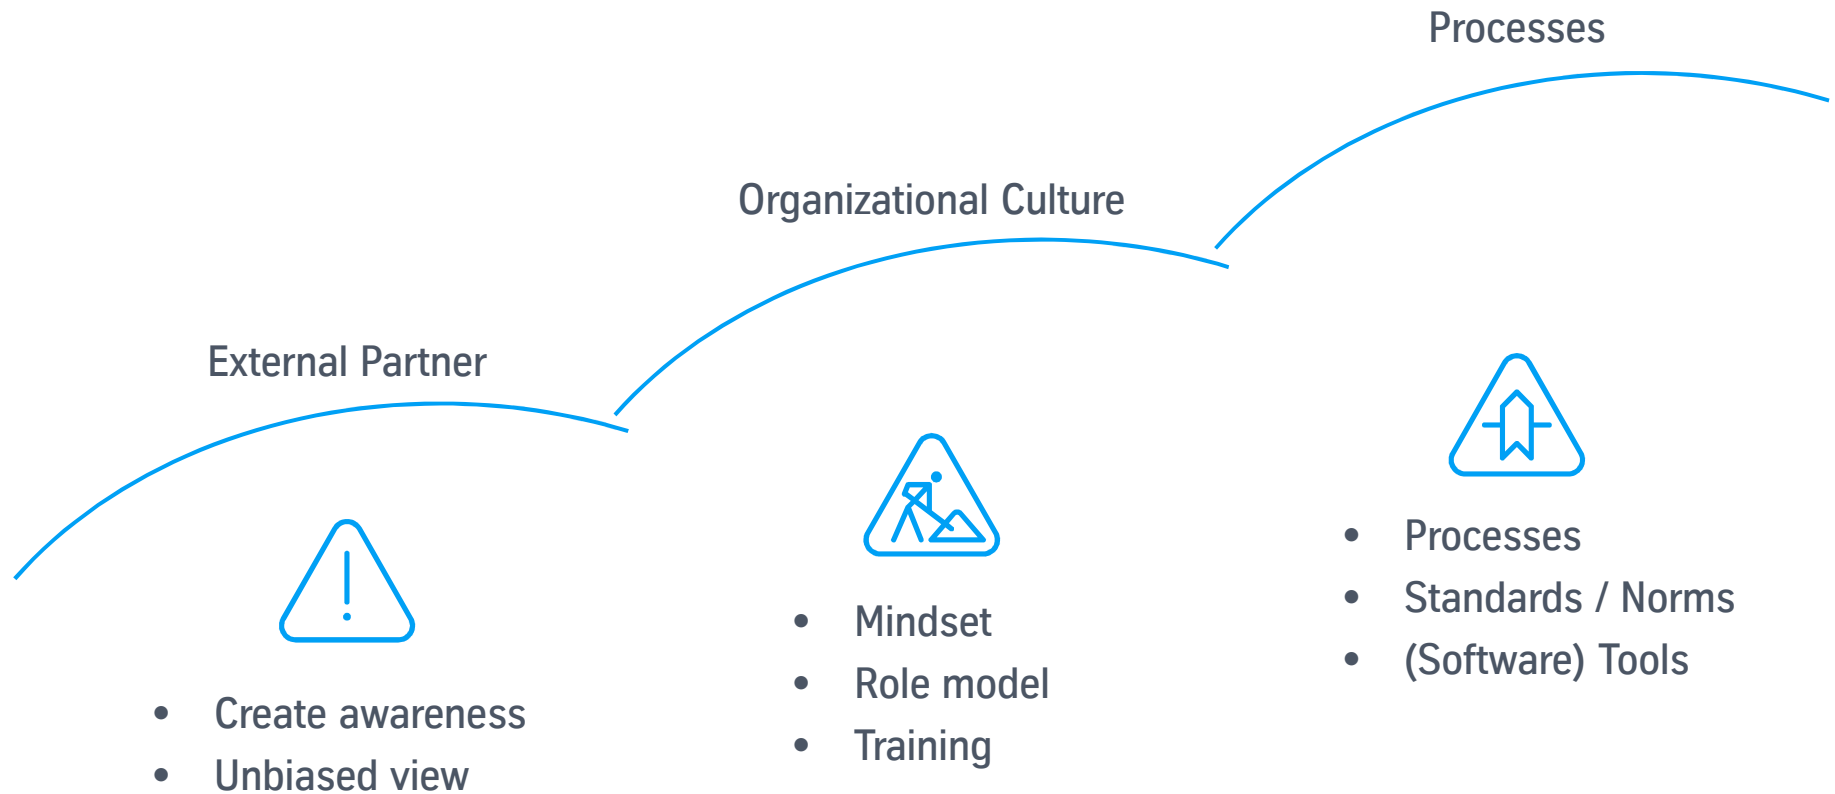 External Partner
• Create awareness
• Unbiased view
Organizational Culture
• Mindset
• Role model
• Training
Processes
• Processes
• Standards / Norms
• (Software) Tools